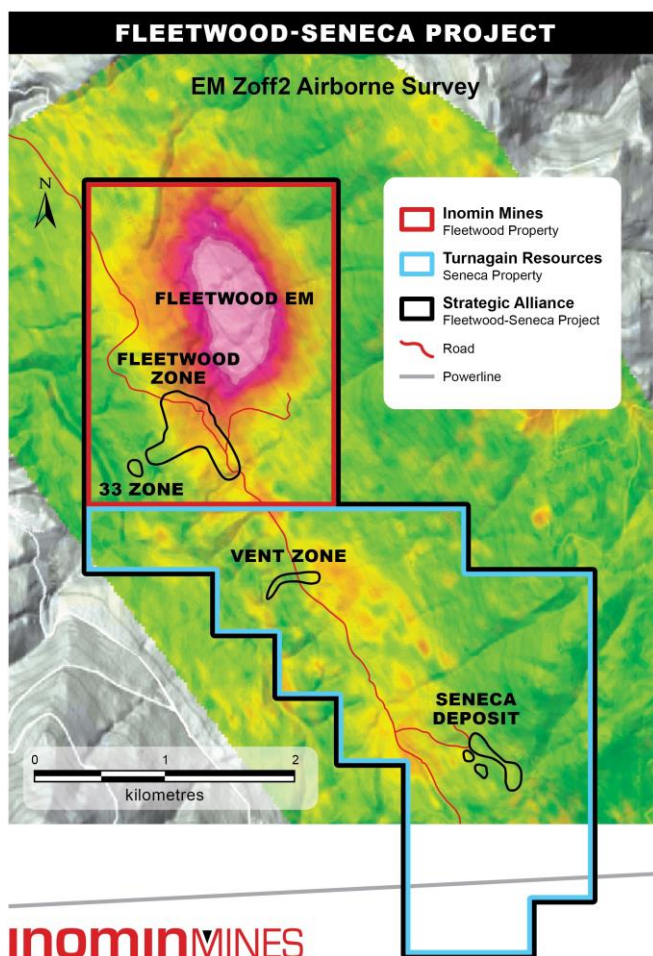 FLEETWOOD-SENECA PROJECT
EM Zoff2 Airborne Survey
N
Inomin Mines
Fleetwood Property
Turnagain Resources
Seneca Property
Strategic Alliance
Fleetwood-Seneca Project
Road
Powerline
FLEETWOOD EM
FLEETWOOD
ZONE
33 ZONE
VENT ZONE
SENECA
DEPOSIT
0 1 2
kilometres
InomInMINES